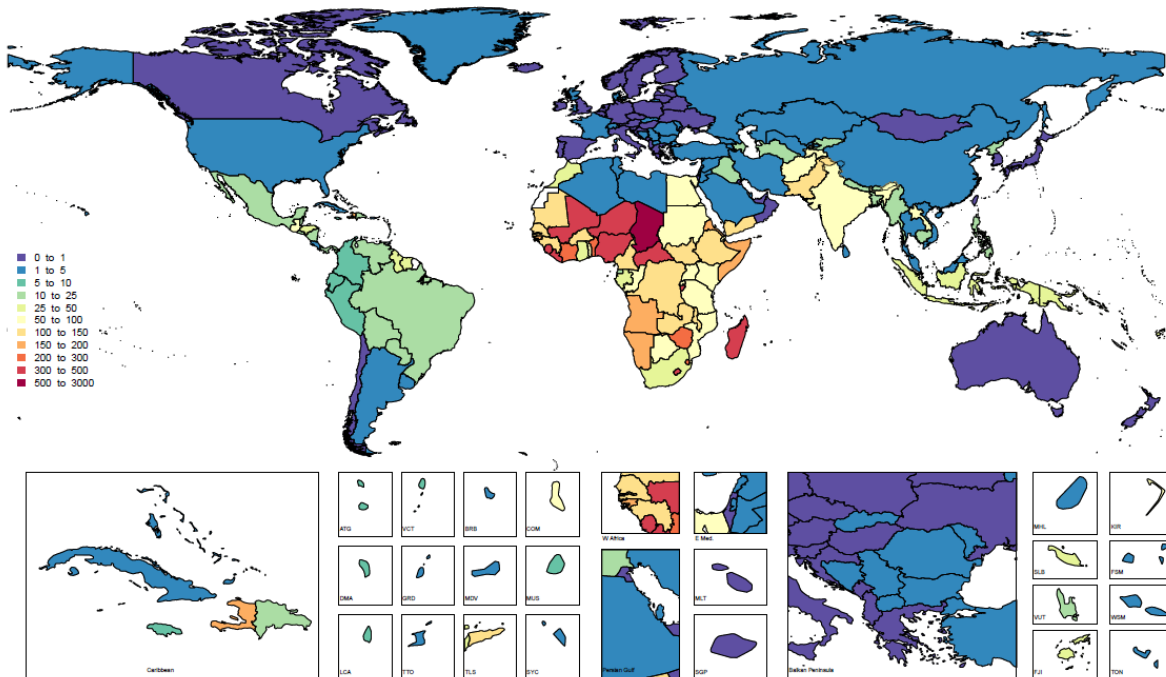 0 to 1
1 to 5
5 to 10
10 to 25
25 to 50
50 to 100
100 to 150
150 to 200
200 to 300
300 to 500
500 to 3000
Caribbean
ATG
VCT
BRB
COM
DMA
GRD
MDV
MUS
LCA
TTO
TLS
SYC
W Africa
E Med.
Persian Gulf
MLT
SGP
Balkan Peninsula
MHL
KIR
SLB
FSM
VUT
WSM
FJI
TON